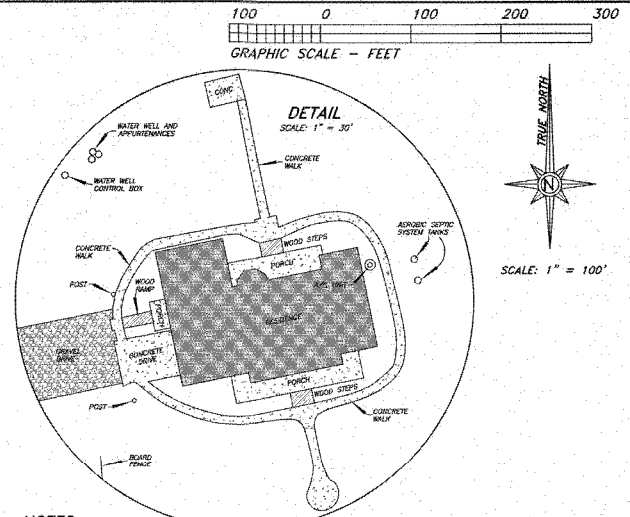 100 0 100 200 300
GRAPHIC SCALE - FEET
CONC
DETAIL
SCALE: 1" = 30'
TRUE NORTH
N
SCALE: 1" = 100'
WATER WELL AND
APPURTENANCES
WATER WELL
CONTROL BOX
CONCRETE
WALK
CONCRETE
WALK
AEROBIC SEPTIC
SYSTEM TANKS
WOOD STEPS
PORCH
POST
WOOD
RAMP
PORCH
A/C UNIT
RESIDENCE
GRAVEL
DRIVE
CONCRETE
DRIVE
PORCH
WOOD STEPS
POST
CONCRETE
WALK
BOARD
FENCE
NOTES